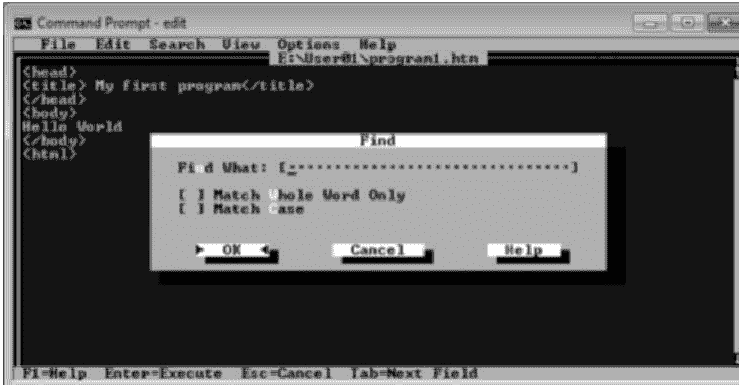 Command Prompt - edit
File Edit Search View Options Help
E:\User01\program1.htm
<head>
<title> My first program</title>
</head>
<body>
Hello World
</body>
<html>
Find
Find What: [_······························]
[ ] Match Whole Word Only
[ ] Match Case
OK Cancel Help
F1=Help Enter=Execute Esc=Cancel Tab=Next Field